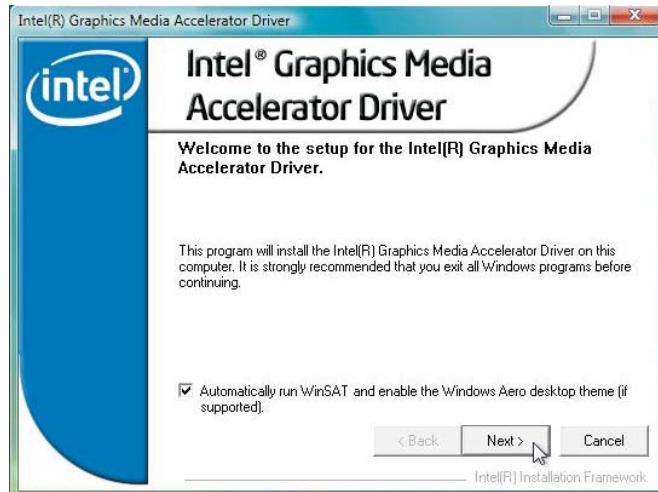 Intel(R) Graphics Media Accelerator Driver
intel
Intel® Graphics Media
Accelerator Driver
Welcome to the setup for the Intel(R) Graphics Media
Accelerator Driver.
This program will install the Intel(R) Graphics Media Accelerator Driver on this
computer. It is strongly recommended that you exit all Windows programs before
continuing.
Automatically run WinSAT and enable the Windows Aero desktop theme (if
supported).
< Back Next > Cancel
Intel(R) Installation Framework